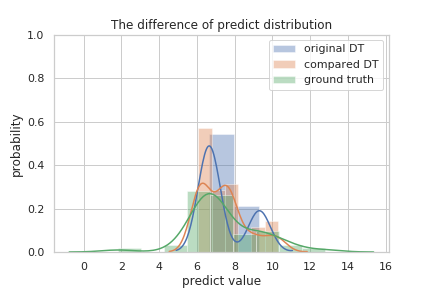 The difference of predict distribution
original DT
compared DT
ground truth
probability
1.0
0.8
0.6
0.4
0.2
0.0
0 2 4 6 8 10 12 14 16
predict value